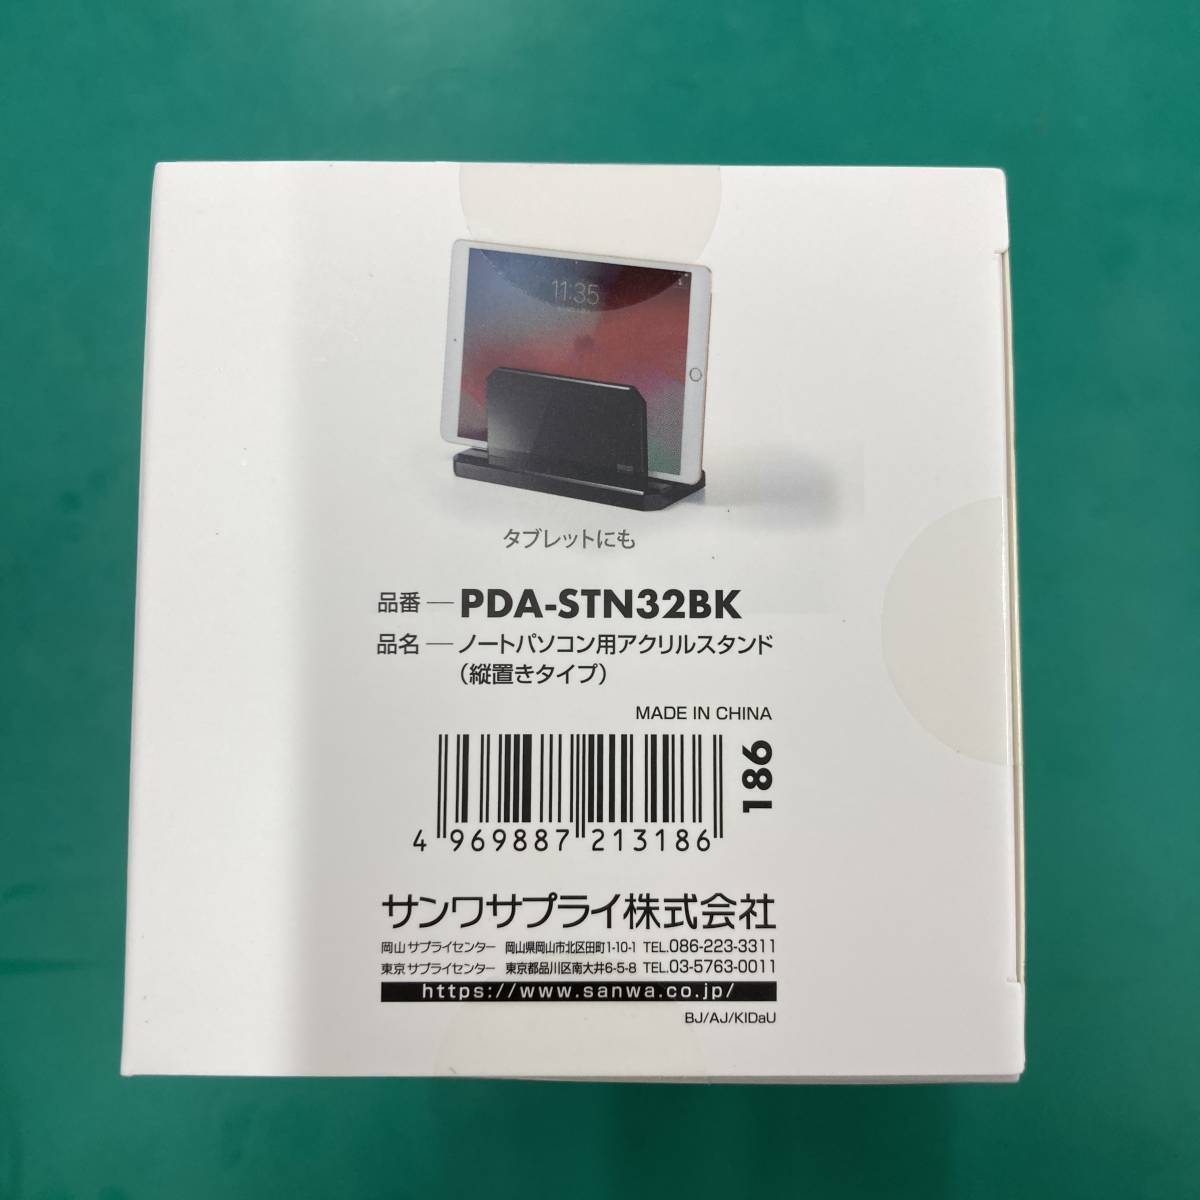 11:35
タブレットにも
品番 ― PDA-STN32BK
品名 ― ノートパソコン用アクリルスタンド
（縦置きタイプ）
MADE IN CHINA
186
4 969887 213186
サンワサプライ株式会社
岡山サプライセンター 岡山県岡山市北区田町1-10-1 TEL.086-223-3311
東京サプライセンター 東京都品川区南大井6-5-8 TEL.03-5763-0011
https://www.sanwa.co.jp/
BJ/AJ/KIDaU